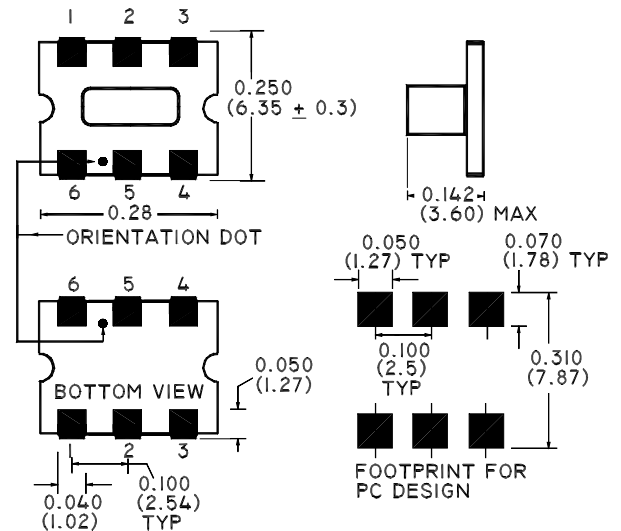 1 2 3
0.250
(6.35 ± 0.3)
6 5 4
0.28
ORIENTATION DOT
0.142
(3.60) MAX
0.050
(1.27) TYP
0.070
(1.78) TYP
6 5 4
0.100
(2.5)
TYP
0.310
(7.87)
BOTTOM VIEW
0.050
(1.27)
1 2 3
0.040
(1.02)
0.100
(2.54)
TYP
FOOTPRINT FOR
PC DESIGN